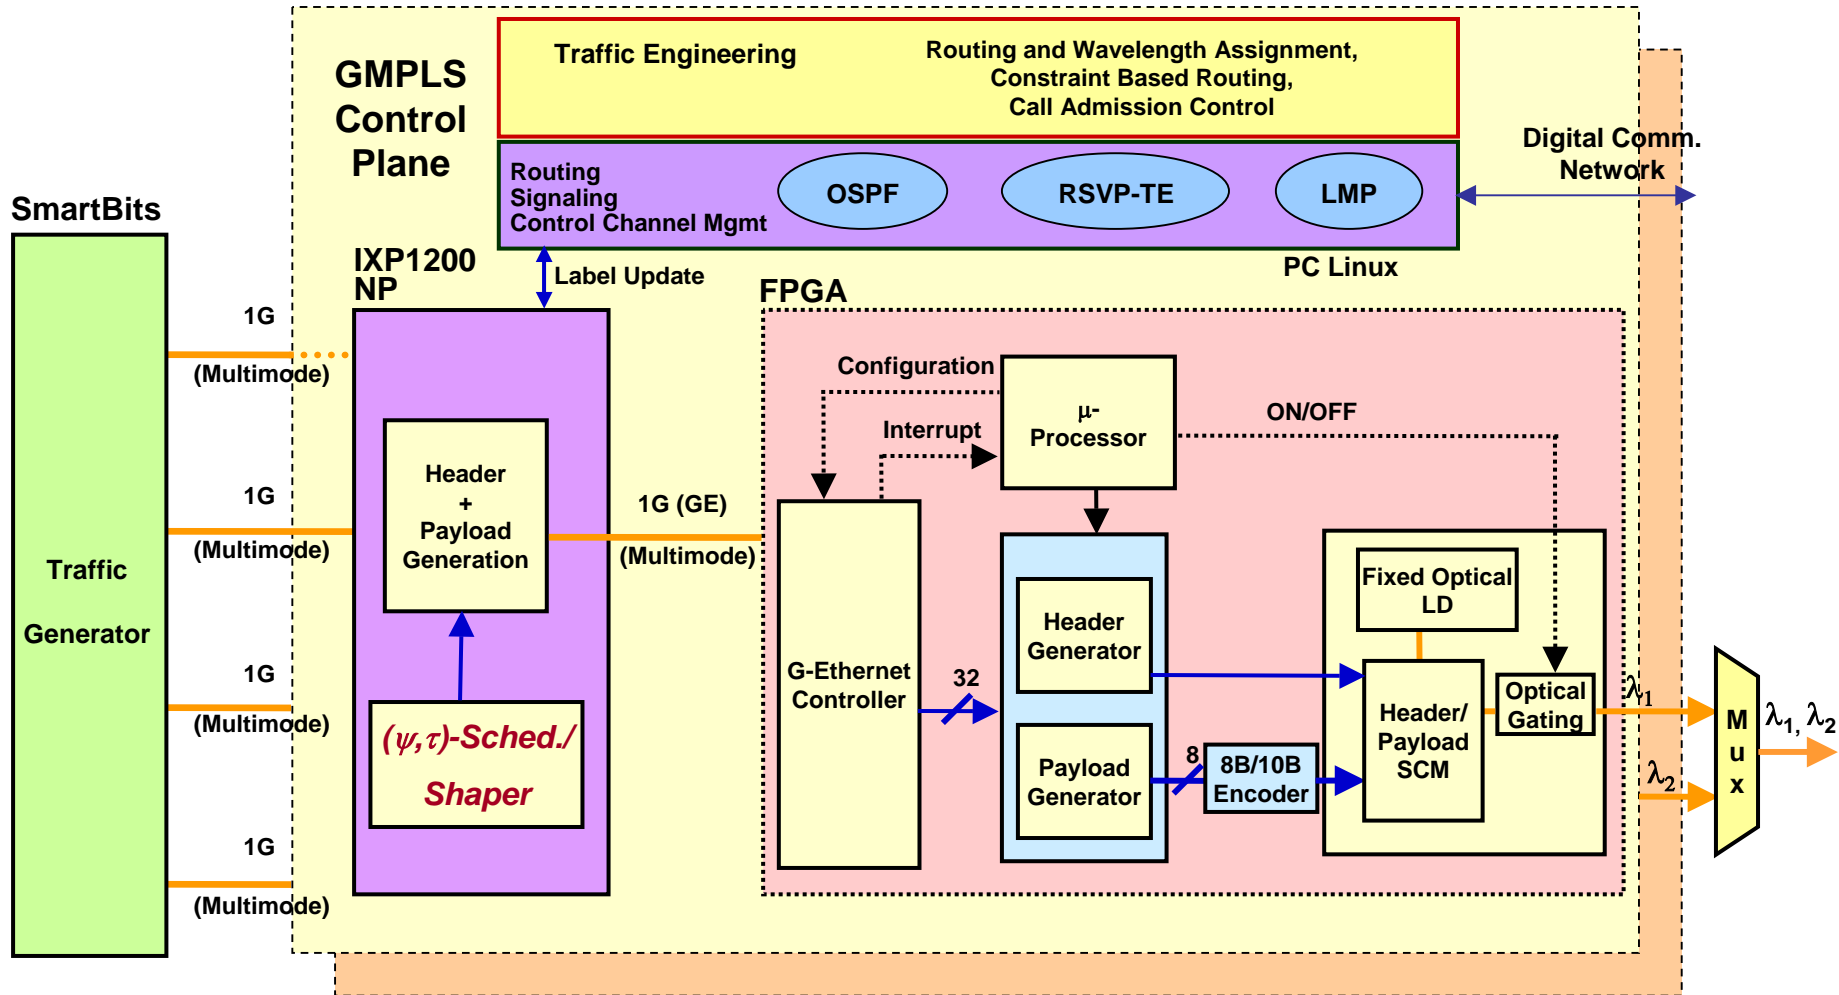 GMPLS
Control
Plane
Traffic Engineering
Routing and Wavelength Assignment,
Constraint Based Routing,
Call Admission Control
Routing
Signaling
Control Channel Mgmt
OSPF
RSVP-TE
LMP
Digital Comm.
Network
PC Linux
SmartBits
Traffic
Generator
1G
(Multimode)
1G
(Multimode)
1G
(Multimode)
1G
(Multimode)
IXP1200
NP
Label Update
Header
+
Payload
Generation
(ψ,τ)-Sched./
Shaper
1G (GE)
(Multimode)
FPGA
Configuration
Interrupt
μ-
Processor
ON/OFF
G-Ethernet
Controller
32
Header
Generator
Payload
Generator
8
8B/10B
Encoder
Fixed Optical
LD
Header/
Payload
SCM
Optical
Gating
λ1
λ2
M
u
x
λ1, λ2